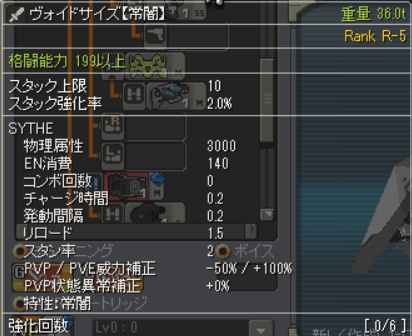 ヴォイドサイズ【常闇】 重量 36.0t
Rank R-5
格闘能力 199以上
スタック上限 10
スタック強化率 2.0%
SYTHE
物理属性 3000
EN消費 140
コンボ回数 0
チャージ時間 0.2
発動間隔 0.2
リロード 1.5
スタン率 2
ボイス
PVP / PVE威力補正 -50% / +100%
PVP状態異常補正 +0%
特性:常闇
強化回数 Lv0 : 0 [ 0/6 ]